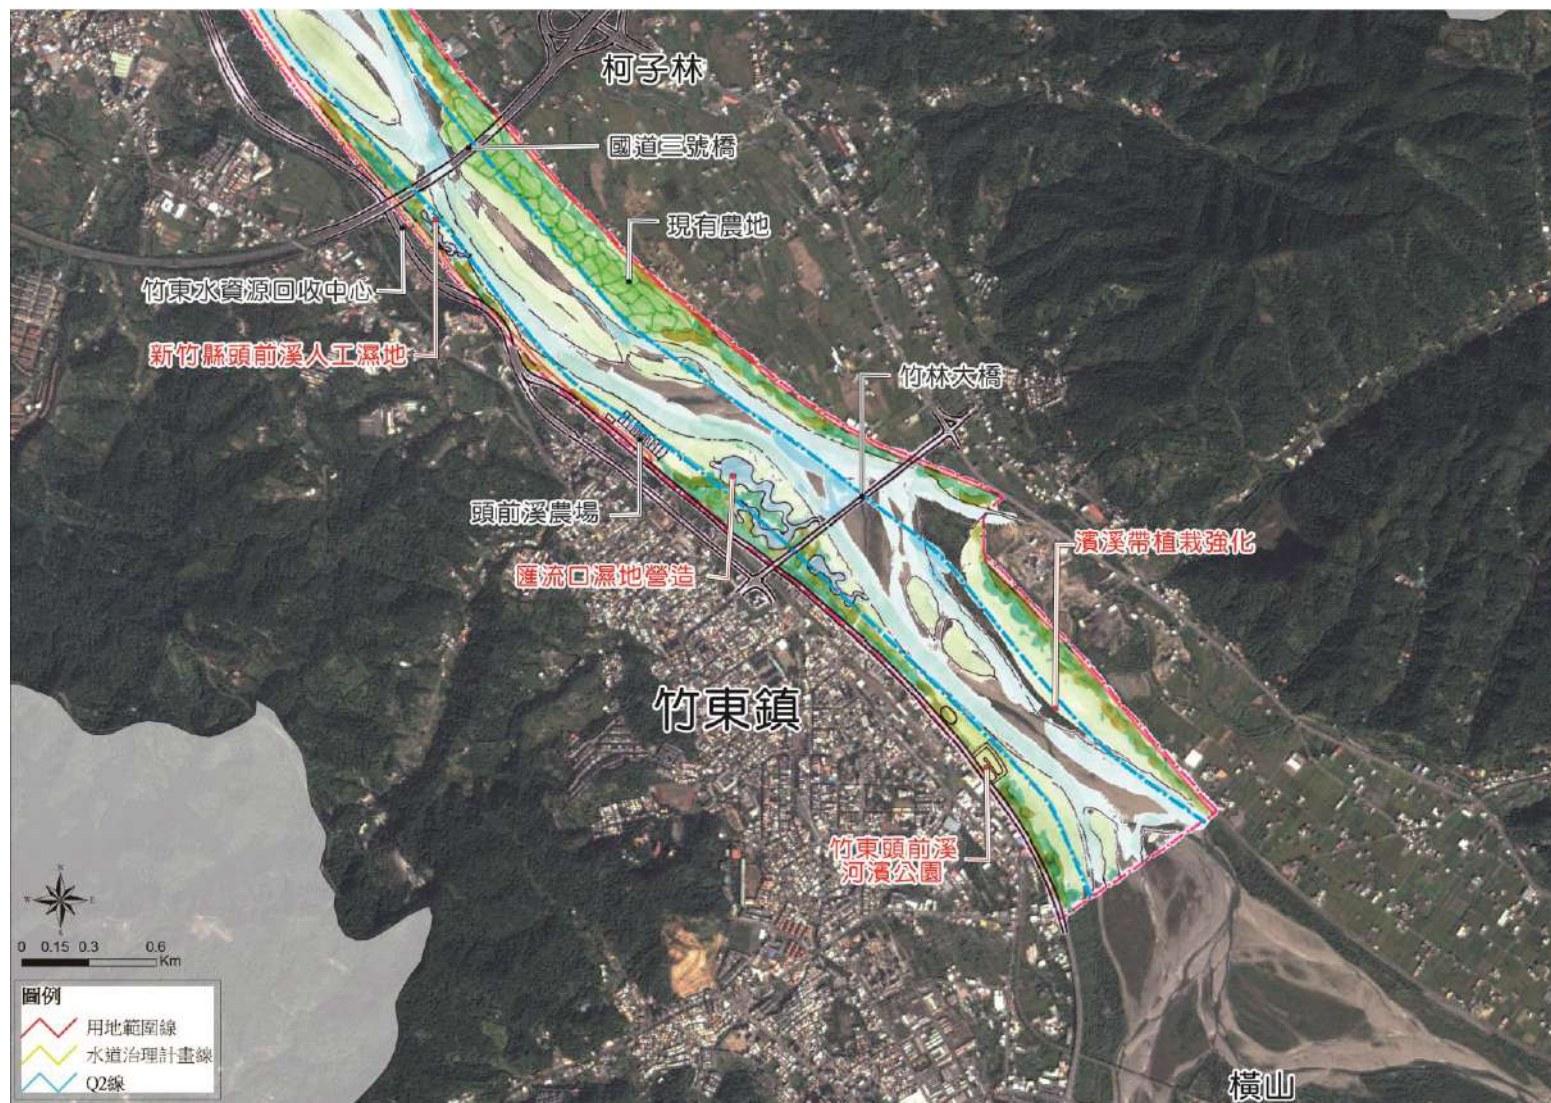 柯子林
國道三號橋
現有農地
竹東水資源回收中心
新竹縣頭前溪人工濕地
竹林大橋
頭前溪農場
濱溪帶植栽強化
匯流口濕地營造
竹東鎮
竹東頭前溪
河濱公園
N
W
E
S
0 0.15 0.3 0.6
Km
圖例
用地範圍線
水道治理計畫線
Q2線
橫山